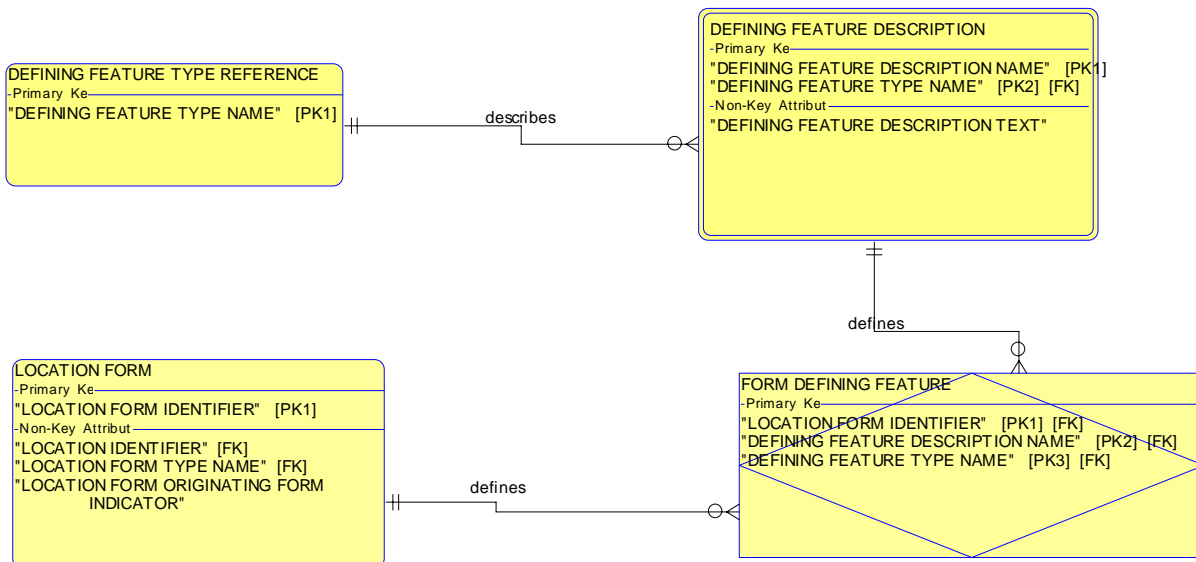 DEFINING FEATURE DESCRIPTION
Primary Ke
"DEFINING FEATURE DESCRIPTION NAME" [PK1]
"DEFINING FEATURE TYPE NAME" [PK2] [FK]
Non-Key Attribut
"DEFINING FEATURE DESCRIPTION TEXT"
DEFINING FEATURE TYPE REFERENCE
Primary Ke
"DEFINING FEATURE TYPE NAME" [PK1]
describes
defines
LOCATION FORM
Primary Ke
"LOCATION FORM IDENTIFIER" [PK1]
Non-Key Attribut
"LOCATION IDENTIFIER" [FK]
"LOCATION FORM TYPE NAME" [FK]
"LOCATION FORM ORIGINATING FORM
INDICATOR"
defines
FORM DEFINING FEATURE
Primary Ke
"LOCATION FORM IDENTIFIER" [PK1] [FK]
"DEFINING FEATURE DESCRIPTION NAME" [PK2] [FK]
"DEFINING FEATURE TYPE NAME" [PK3] [FK]